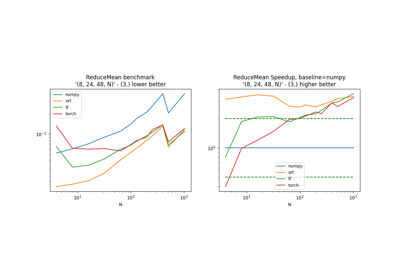 ReduceMean benchmark
'(8, 24, 48, N)' - (3,) lower better
numpy
ort
tf
torch
10⁻²
10¹
10²
10³
N
ReduceMean Speedup, baseline=numpy
'(8, 24, 48, N)' - (3,) higher better
10⁰
numpy
ort
tf
torch
10¹
10²
10³
N